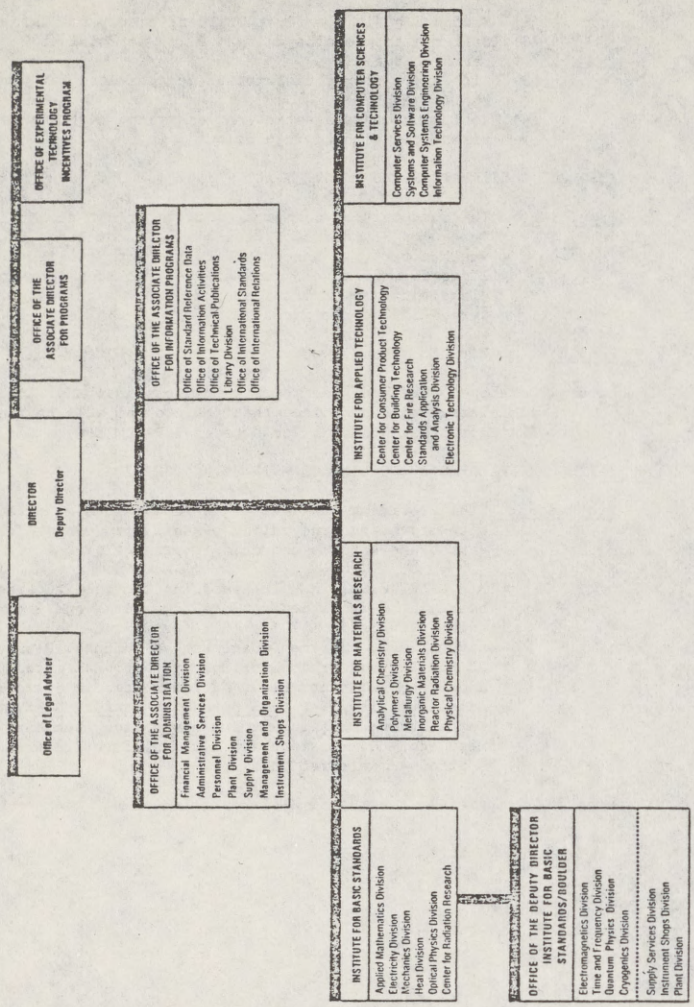 Office of Legal Adviser
DIRECTOR
Deputy Director
OFFICE OF THE
ASSOCIATE DIRECTOR
FOR PROGRAMS
OFFICE OF EXPERIMENTAL
TECHNOLOGY
INCENTIVES PROGRAM
OFFICE OF THE ASSOCIATE DIRECTOR
FOR ADMINISTRATION
Financial Management Division
Administrative Services Division
Personnel Division
Plant Division
Supply Division
Management and Organization Division
Instrument Shops Division
OFFICE OF THE ASSOCIATE DIRECTOR
FOR INFORMATION PROGRAMS
Office of Standard Reference Data
Office of Information Activities
Office of Technical Publications
Library Division
Office of International Standards
Office of International Relations
INSTITUTE FOR BASIC STANDARDS
Applied Mathematics Division
Electricity Division
Mechanics Division
Heat Division
Optical Physics Division
Center for Radiation Research
INSTITUTE FOR MATERIALS RESEARCH
Analytical Chemistry Division
Polymers Division
Metallurgy Division
Inorganic Materials Division
Reactor Radiation Division
Physical Chemistry Division
INSTITUTE FOR APPLIED TECHNOLOGY
Center for Consumer Product Technology
Center for Building Technology
Center for Fire Research
Standards Application
and Analysis Division
Electronic Technology Division
INSTITUTE FOR COMPUTER SCIENCES
& TECHNOLOGY
Computer Services Division
Systems and Software Division
Computer Systems Engineering Division
Information Technology Division
OFFICE OF THE DEPUTY DIRECTOR
INSTITUTE FOR BASIC
STANDARDS/BOULDER
Electromagnetics Division
Time and Frequency Division
Quantum Physics Division
Cryogenics Division
Supply Services Division
Instrument Shops Division
Plant Division